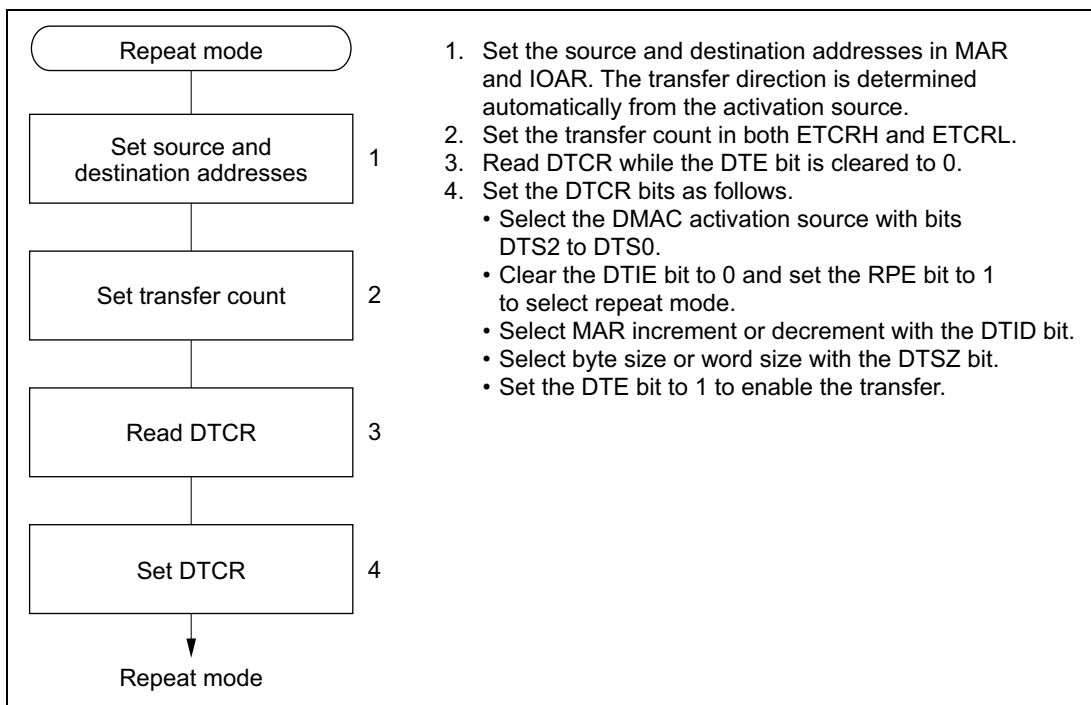 Repeat mode
Set source and
destination addresses
1
Set transfer count
2
Read DTCR
3
Set DTCR
4
Repeat mode
1. Set the source and destination addresses in MAR
and IOAR. The transfer direction is determined
automatically from the activation source.
2. Set the transfer count in both ETCRH and ETCRL.
3. Read DTCR while the DTE bit is cleared to 0.
4. Set the DTCR bits as follows.
• Select the DMAC activation source with bits
DTS2 to DTS0.
• Clear the DTIE bit to 0 and set the RPE bit to 1
to select repeat mode.
• Select MAR increment or decrement with the DTID bit.
• Select byte size or word size with the DTSZ bit.
• Set the DTE bit to 1 to enable the transfer.